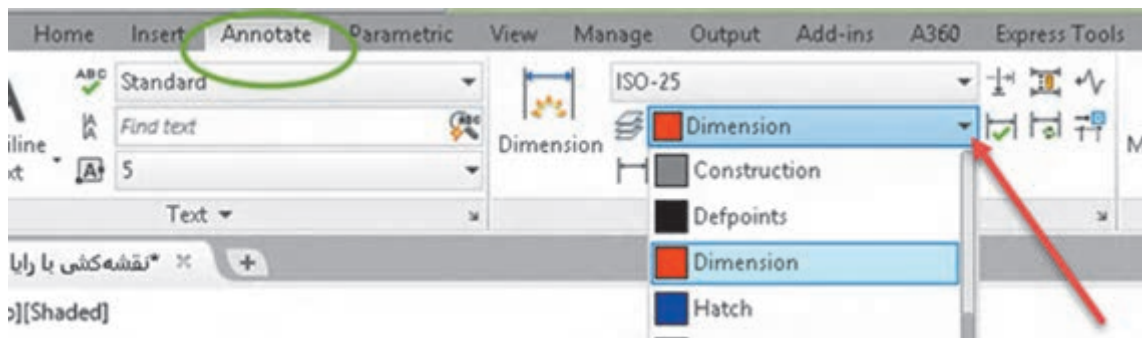 Home Insert Annotate Parametric View Manage Output Add-ins A360 Express Tools
ABC Standard ISO-25
Find text Dimension
Dimension
5 Construction
Text Defpoints
*نقشه‌کشی با رایا
Dimension
[Shaded] Hatch